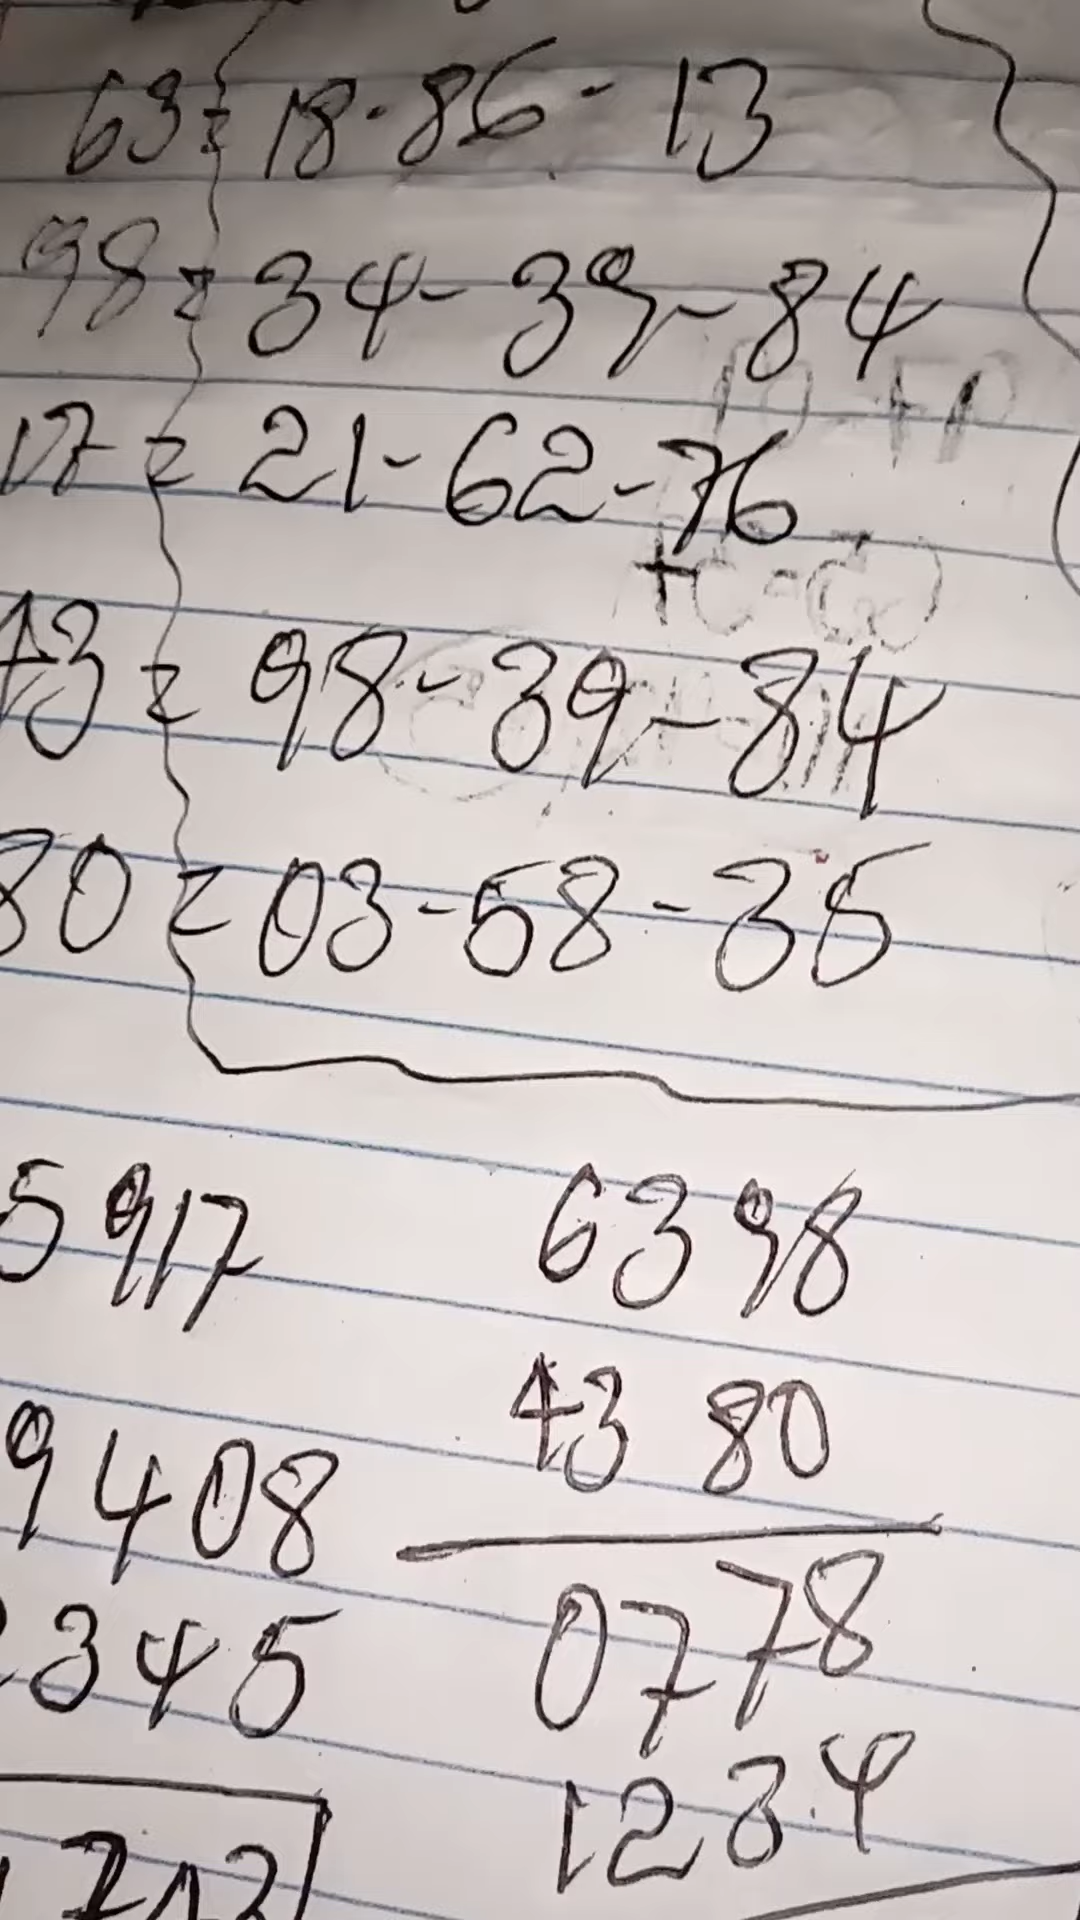 63 = 18-86-13
98 = 34-39-84
17 = 21-62-76
43 = 98-39-84
80 = 03-58-35
5917 6398
4380
9408
0778
345
1234